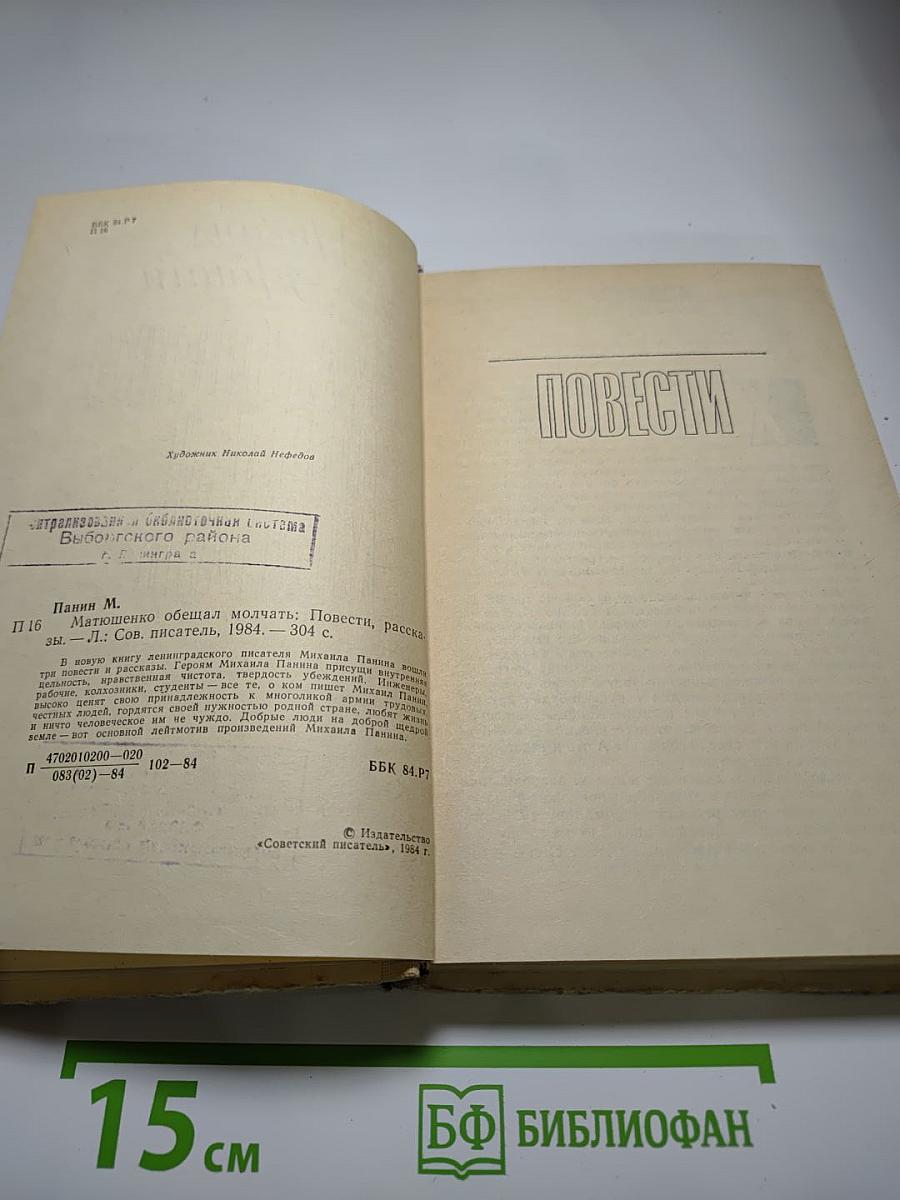 ББК 84.Р7
П 16
Художник Николай Нефедов
библиотечная система
Выборгского района
Панин М.
П 16 Матюшенко обещал молчать: Повести, расска-
зы. — Л.: Сов. писатель, 1984. — 304 с.
В новую книгу ленинградского писателя Михаила Панина вошли
три повести и рассказы. Героям Михаила Панина присущи внутренняя
цельность, нравственная чистота, твердость убеждений. Инженеры,
рабочие, колхозники, студенты — все те, о ком пишет Михаил Панин,
высоко ценят свою принадлежность к многоликой армии трудовых,
честных людей, гордятся своей нужностью родной стране, любят жизнь
и ничто человеческое им не чуждо. Добрые люди на доброй щедрой
земле — вот основной лейтмотив произведений Михаила Панина.
П 4702010200—020
083(02)—84 102—84
ББК 84.Р7
© Издательство
«Советский писатель», 1984 г.
ПОВЕСТИ
15 см
БФ БИБЛИОФАН